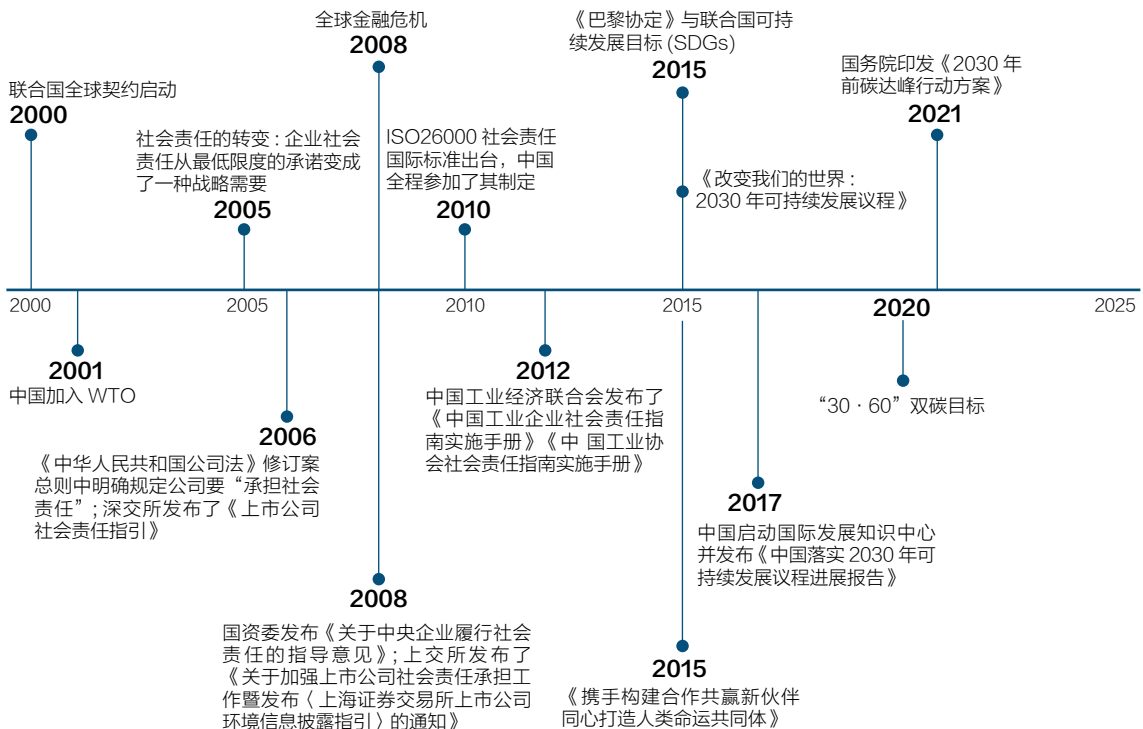 全球金融危机
2008
《巴黎协定》与联合国可持
续发展目标 (SDGs)
2015
国务院印发《2030 年
前碳达峰行动方案》
2021
联合国全球契约启动
2000
社会责任的转变：企业社会
责任从最低限度的承诺变成
了一种战略需要
2005
ISO26000 社会责任
国际标准出台，中国
全程参加了其制定
2010
《改变我们的世界：
2030 年可持续发展议程》
2000
2005
2010
2015
2020
2025
2001
中国加入 WTO
2006
《中华人民共和国公司法》修订案
总则中明确规定公司要“承担社会
责任”；深交所发布了《上市公司
社会责任指引》
2012
中国工业经济联合会发布了
《中国工业企业社会责任指
南实施手册》《中 国工业协
会社会责任指南实施手册》
“30 · 60”双碳目标
2017
中国启动国际发展知识中心
并发布《中国落实 2030 年可
持续发展议程进展报告》
2008
国资委发布《关于中央企业履行社会
责任的指导意见》；上交所发布了
《关于加强上市公司社会责任承担工
作暨发布〈上海证券交易所上市公司
环境信息披露指引〉的通知》
2015
《携手构建合作共赢新伙伴
同心打造人类命运共同体》